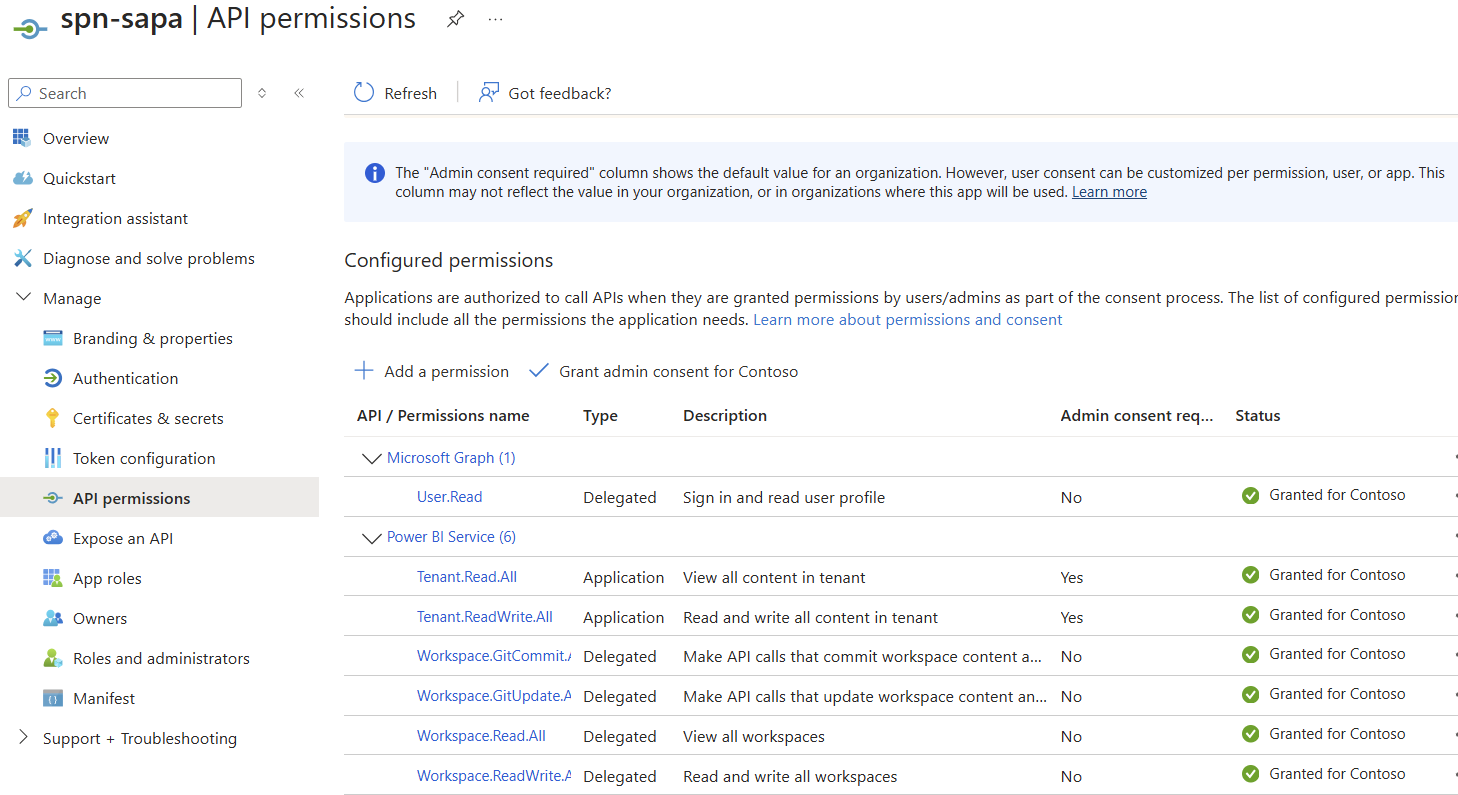 spn-sapa | API permissions
Search
Refresh
Got feedback?
Overview
Quickstart
Integration assistant
Diagnose and solve problems
Manage
Branding & properties
Authentication
Certificates & secrets
Token configuration
API permissions
Expose an API
App roles
Owners
Roles and administrators
Manifest
Support + Troubleshooting
The "Admin consent required" column shows the default value for an organization. However, user consent can be customized per permission, user, or app. This
column may not reflect the value in your organization, or in organizations where this app will be used. Learn more
Configured permissions
Applications are authorized to call APIs when they are granted permissions by users/admins as part of the consent process. The list of configured permission
should include all the permissions the application needs. Learn more about permissions and consent
Add a permission Grant admin consent for Contoso
API / Permissions name Type Description Admin consent req... Status
Microsoft Graph (1)
User.Read Delegated Sign in and read user profile No Granted for Contoso
Power BI Service (6)
Tenant.Read.All Application View all content in tenant Yes Granted for Contoso
Tenant.ReadWrite.All Application Read and write all content in tenant Yes Granted for Contoso
Workspace.GitCommit.A Delegated Make API calls that commit workspace content a... No Granted for Contoso
Workspace.GitUpdate.A Delegated Make API calls that update workspace content an... No Granted for Contoso
Workspace.Read.All Delegated View all workspaces No Granted for Contoso
Workspace.ReadWrite.A Delegated Read and write all workspaces No Granted for Contoso